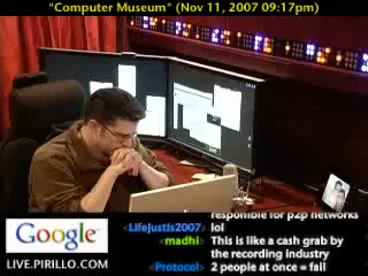 "Computer Museum" (Nov 11, 2007 09:17pm)
responsible for p2p networks
<LifeJustIs2007> lol
<madhi> This is like a cash grab by
the recording industry
<Protocol> 2 people at once = fail
Google
LIVE.PIRILLO.COM